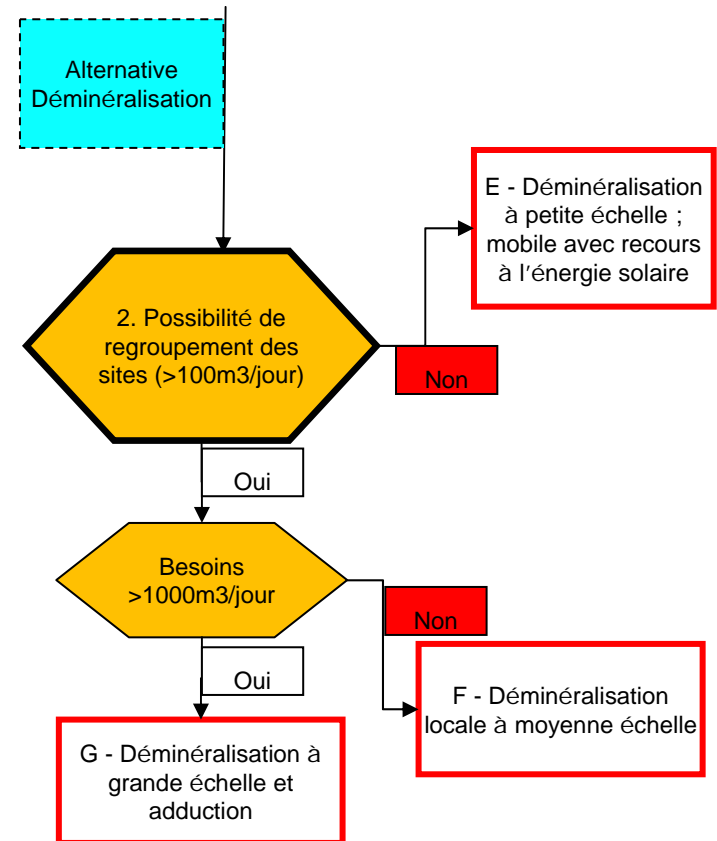 Alternative
Déminéralisation
E - Déminéralisation
à petite échelle ;
mobile avec recours
à l'énergie solaire
2. Possibilité de
regroupement des
sites (>100m3/jour)
Non
Oui
Besoins
>1000m3/jour
Non
Oui
F - Déminéralisation
locale à moyenne échelle
G - Déminéralisation à
grande échelle et
adduction